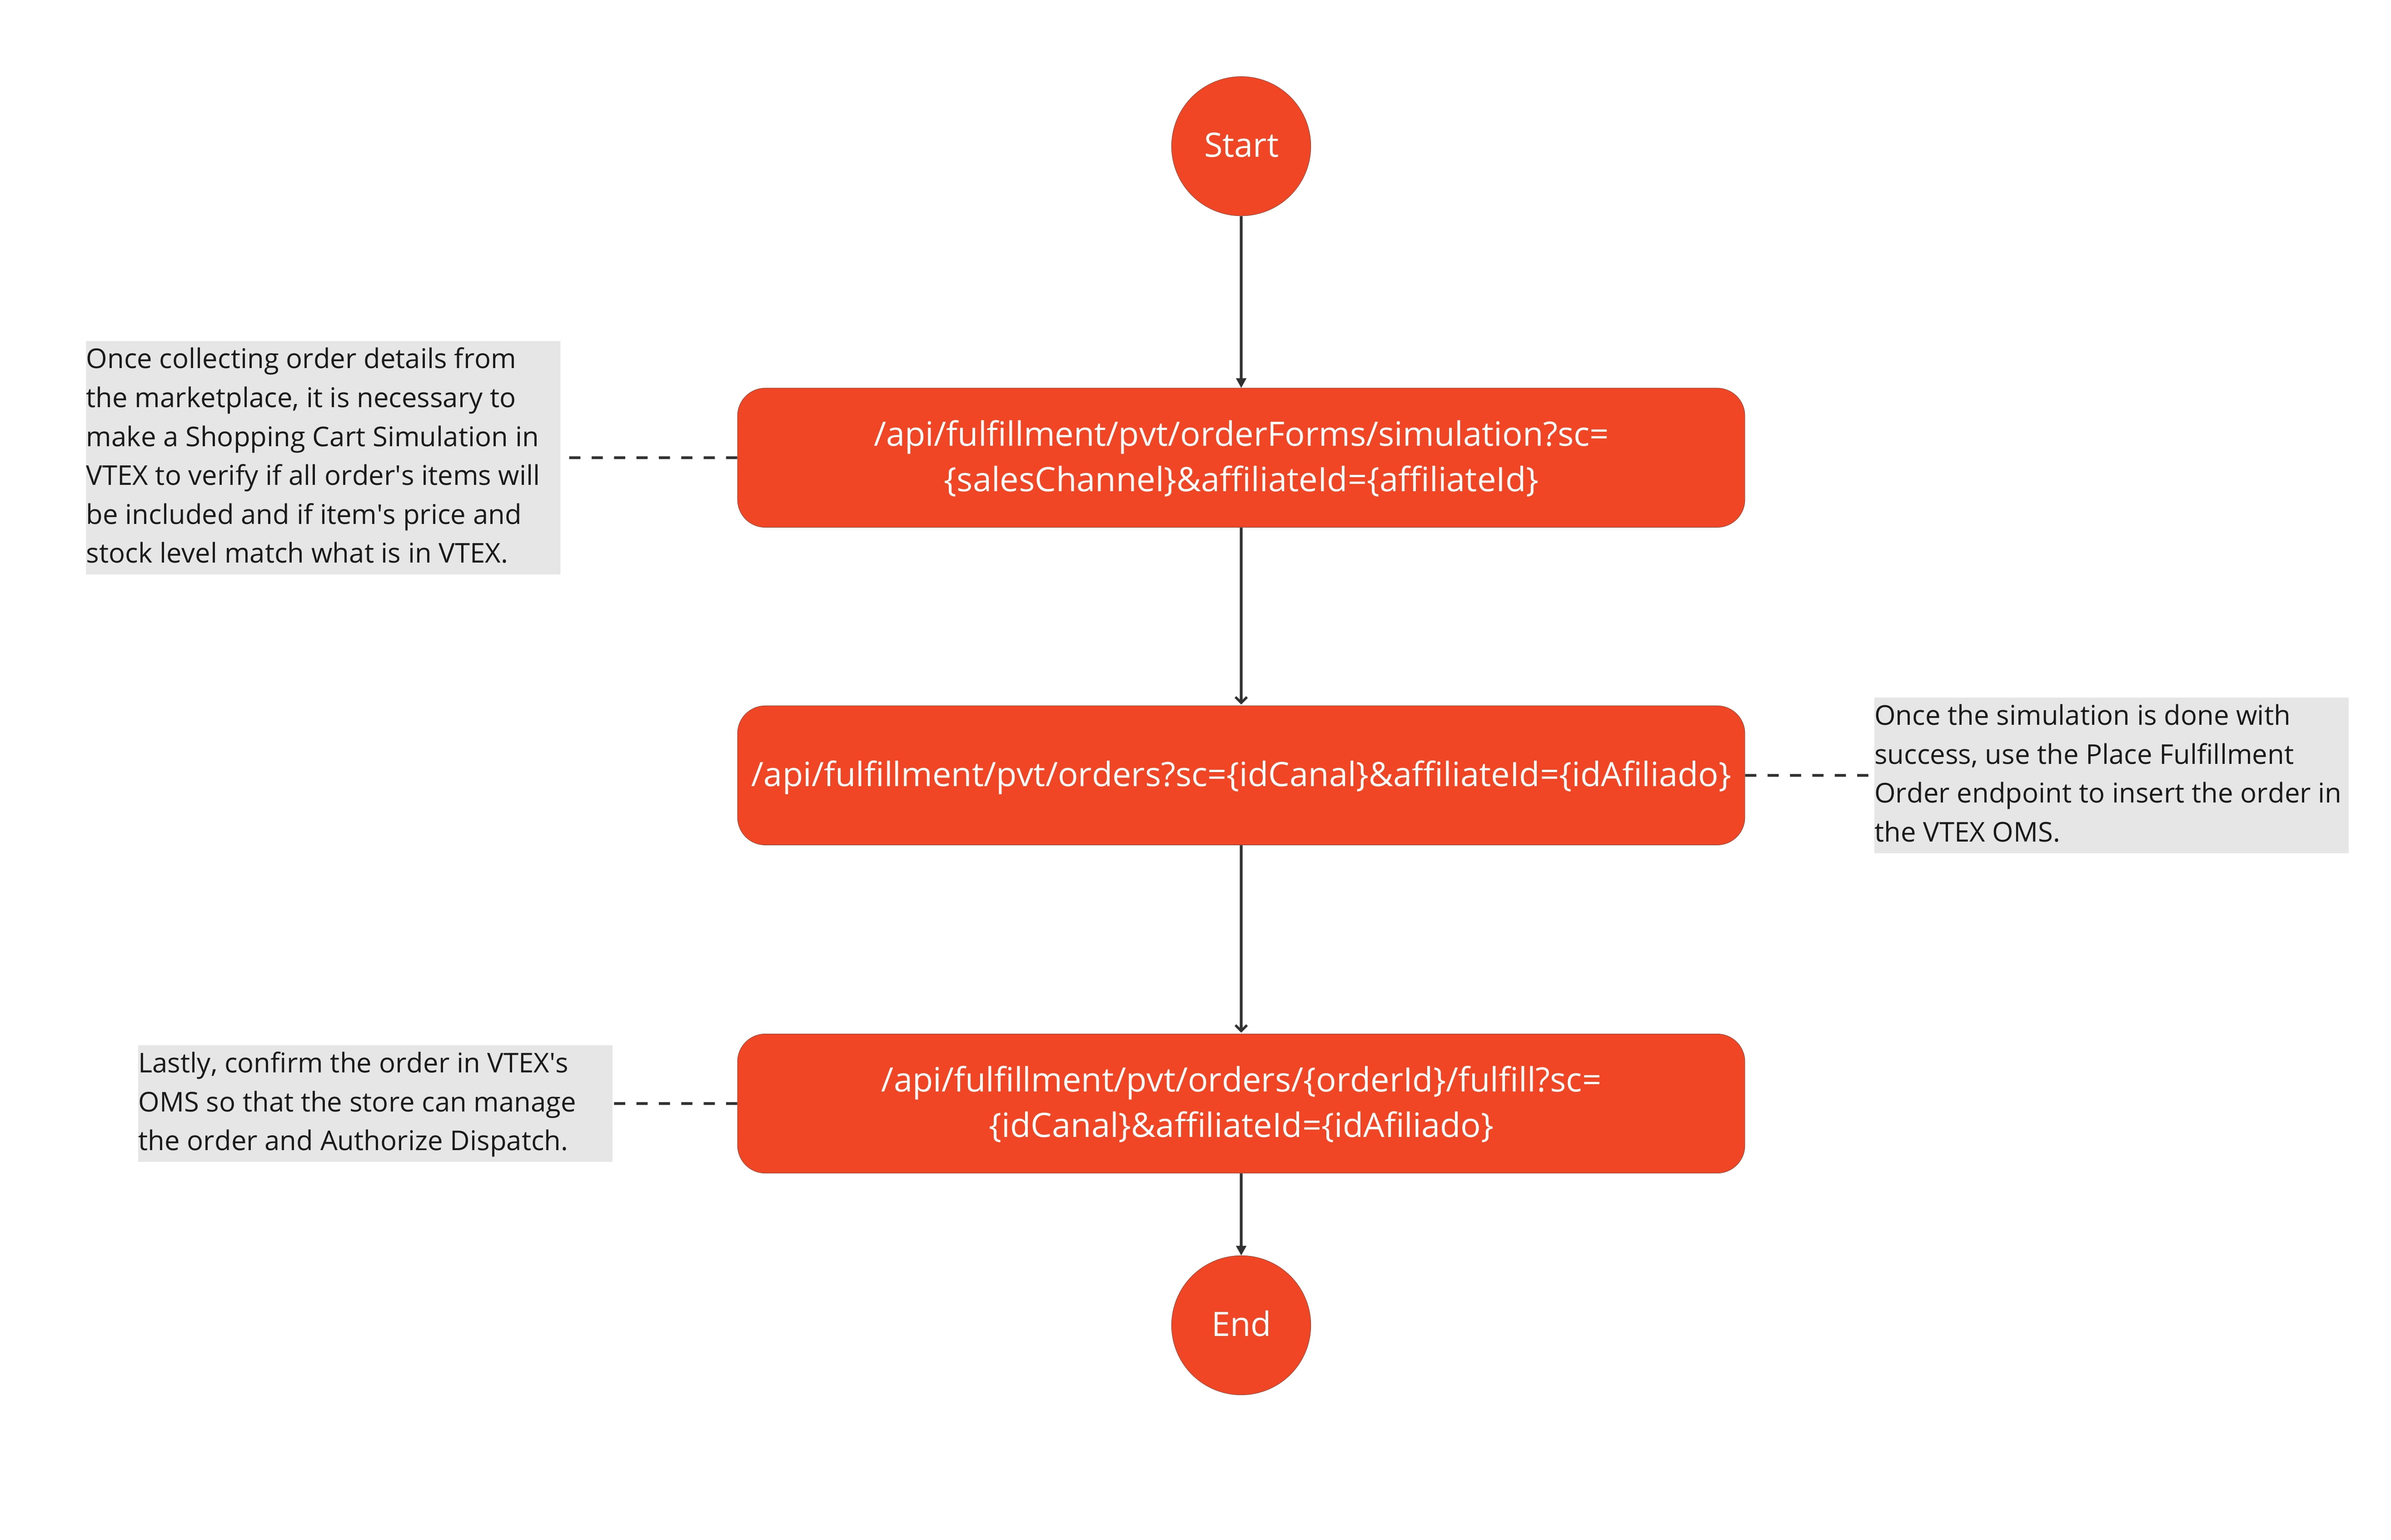 Start
Once collecting order details from
the marketplace, it is necessary to
make a Shopping Cart Simulation in
VTEX to verify if all order's items will
be included and if item's price and
stock level match what is in VTEX.
/api/fulfillment/pvt/orderForms/simulation?sc=
{salesChannel}&affiliateId={affiliateId}
/api/fulfillment/pvt/orders?sc={idCanal}&affiliateId={idAfiliado}
Once the simulation is done with
success, use the Place Fulfillment
Order endpoint to insert the order in
the VTEX OMS.
Lastly, confirm the order in VTEX's
OMS so that the store can manage
the order and Authorize Dispatch.
/api/fulfillment/pvt/orders/{orderId}/fulfill?sc=
{idCanal}&affiliateId={idAfiliado}
End